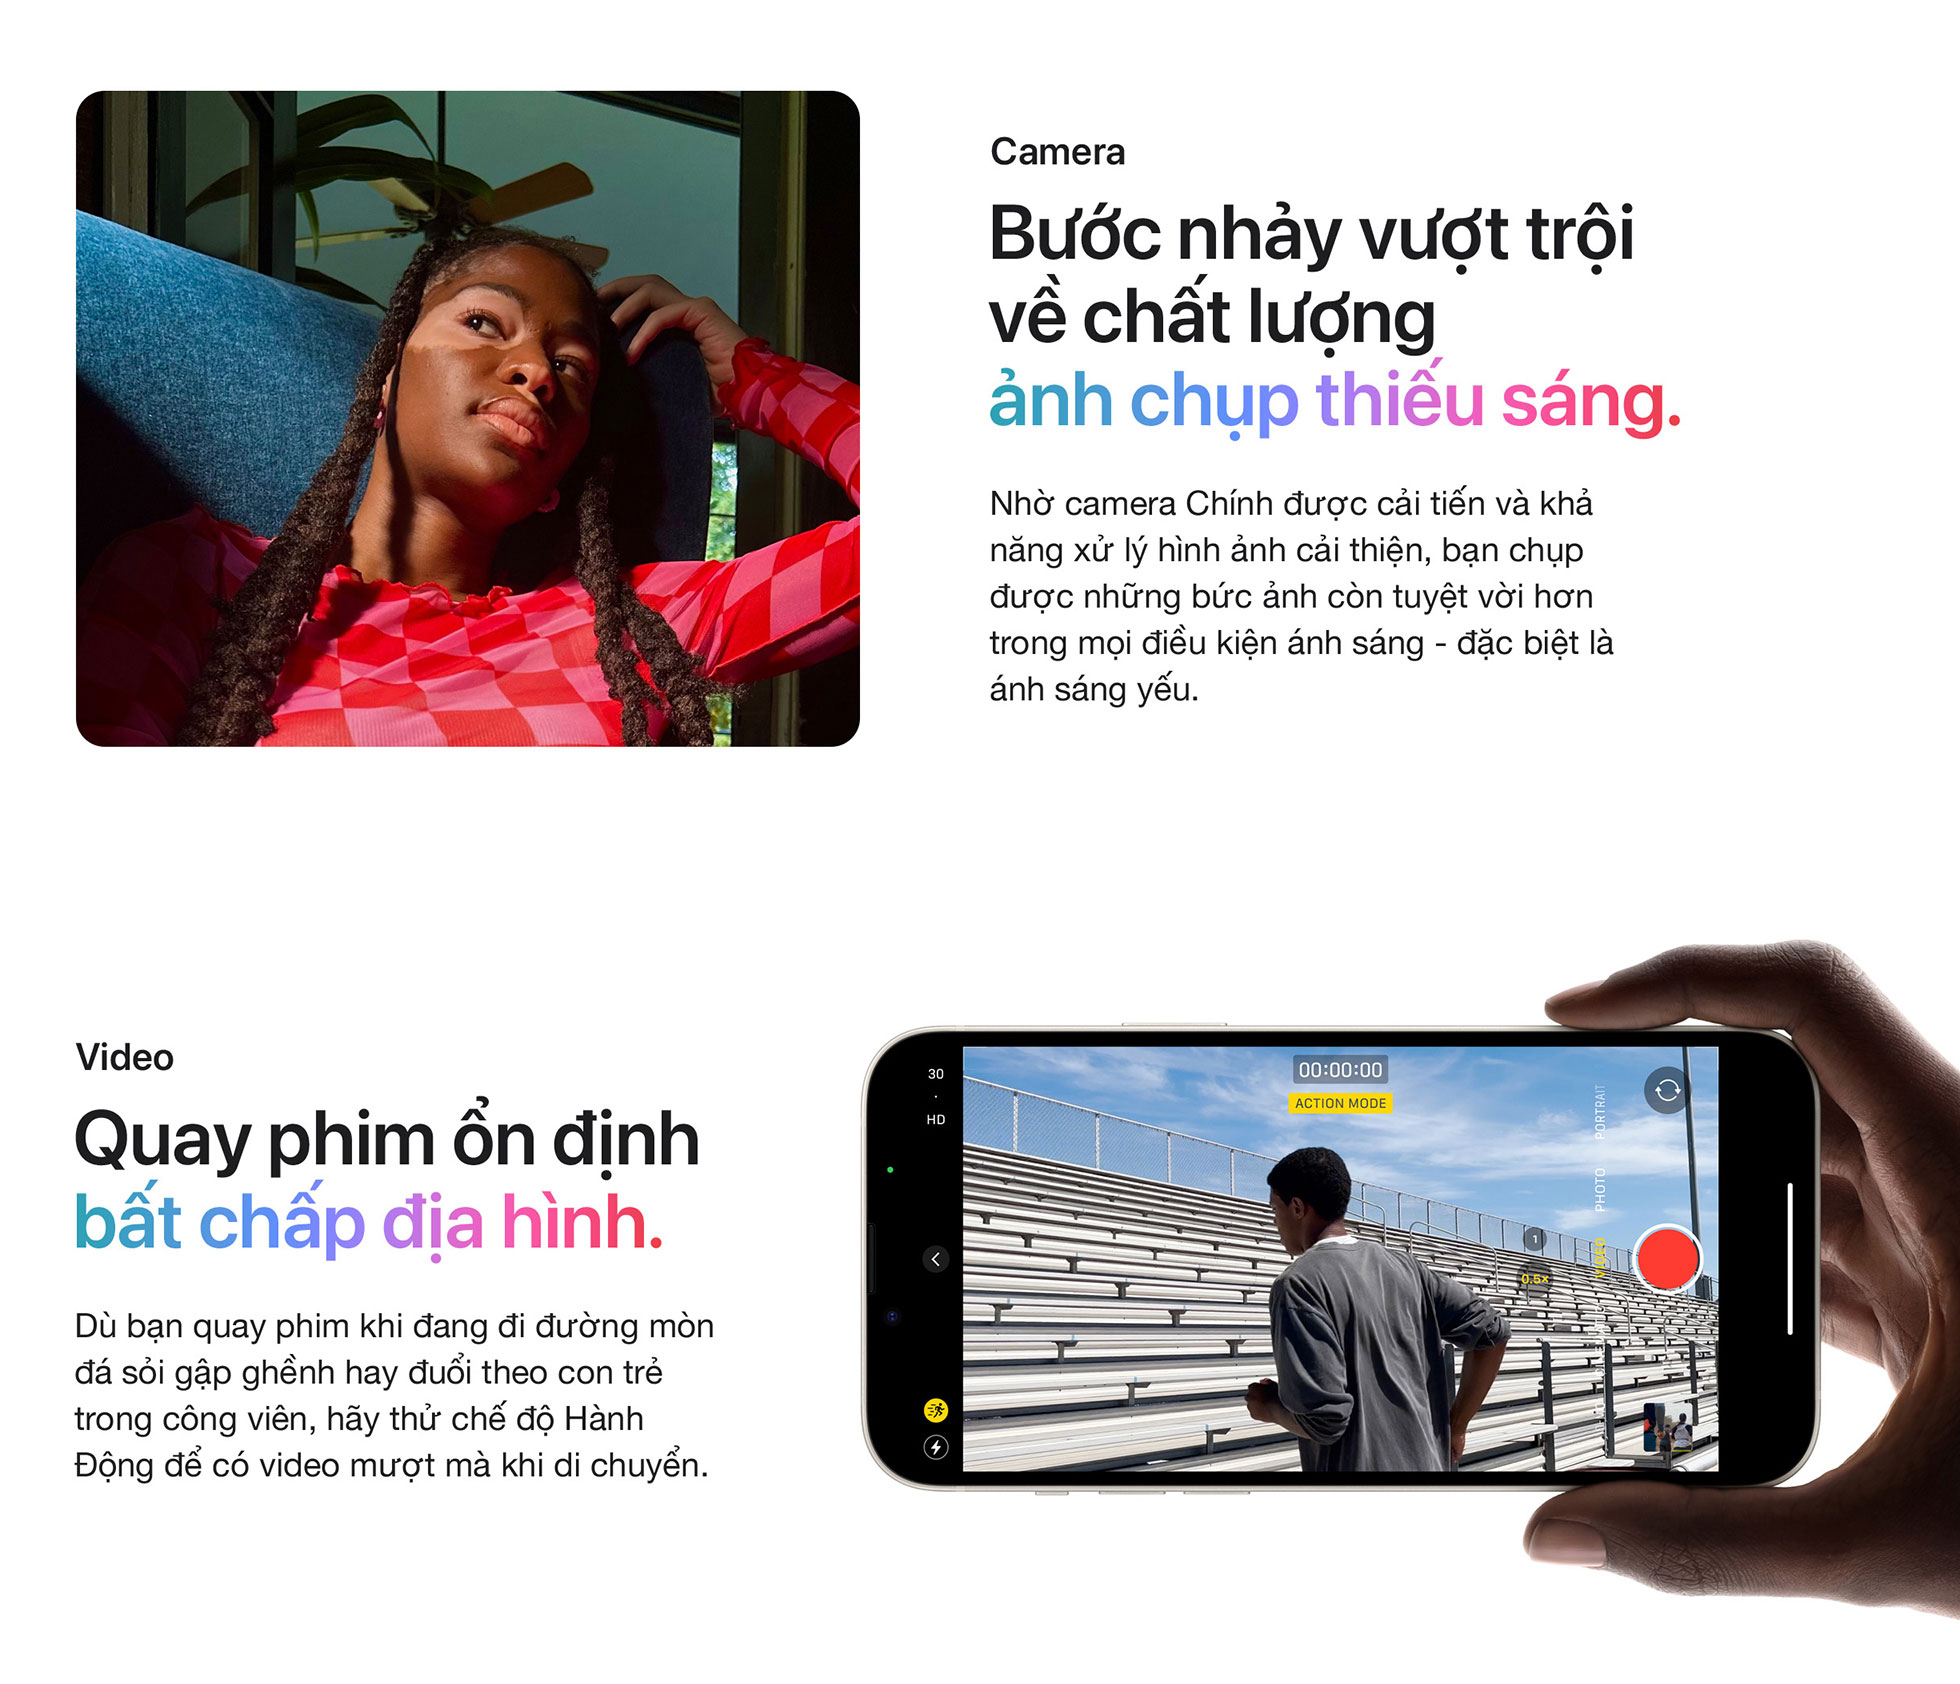 Camera
Bước nhảy vượt trội
về chất lượng
ảnh chụp thiếu sáng.
Nhờ camera Chính được cải tiến và khả
năng xử lý hình ảnh cải thiện, bạn chụp
được những bức ảnh còn tuyệt vời hơn
trong mọi điều kiện ánh sáng - đặc biệt là
ánh sáng yếu.
Video
Quay phim ổn định
bất chấp địa hình.
Dù bạn quay phim khi đang đi đường mòn
đá sỏi gập ghềnh hay đuổi theo con trẻ
trong công viên, hãy thử chế độ Hành
Động để có video mượt mà khi di chuyển.
30
HD
00:00:00
ACTION MODE
1
0.5×
PORTRAIT
PHOTO
VIDEO